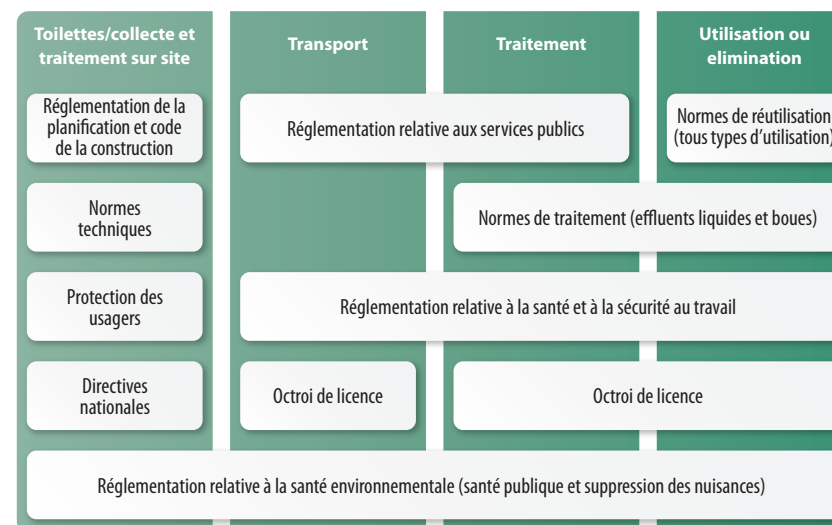 Toilettes/collecte et
traitement sur site
Transport
Traitement
Utilisation ou
elimination
Réglementation de la
planification et code
de la construction
Réglementation relative aux services publics
Normes de réutilisation
(tous types d'utilisation)
Normes
techniques
Normes de traitement (effluents liquides et boues)
Protection des
usagers
Réglementation relative à la santé et à la sécurité au travail
Directives
nationales
Octroi de licence
Octroi de licence
Réglementation relative à la santé environnementale (santé publique et suppression des nuisances)